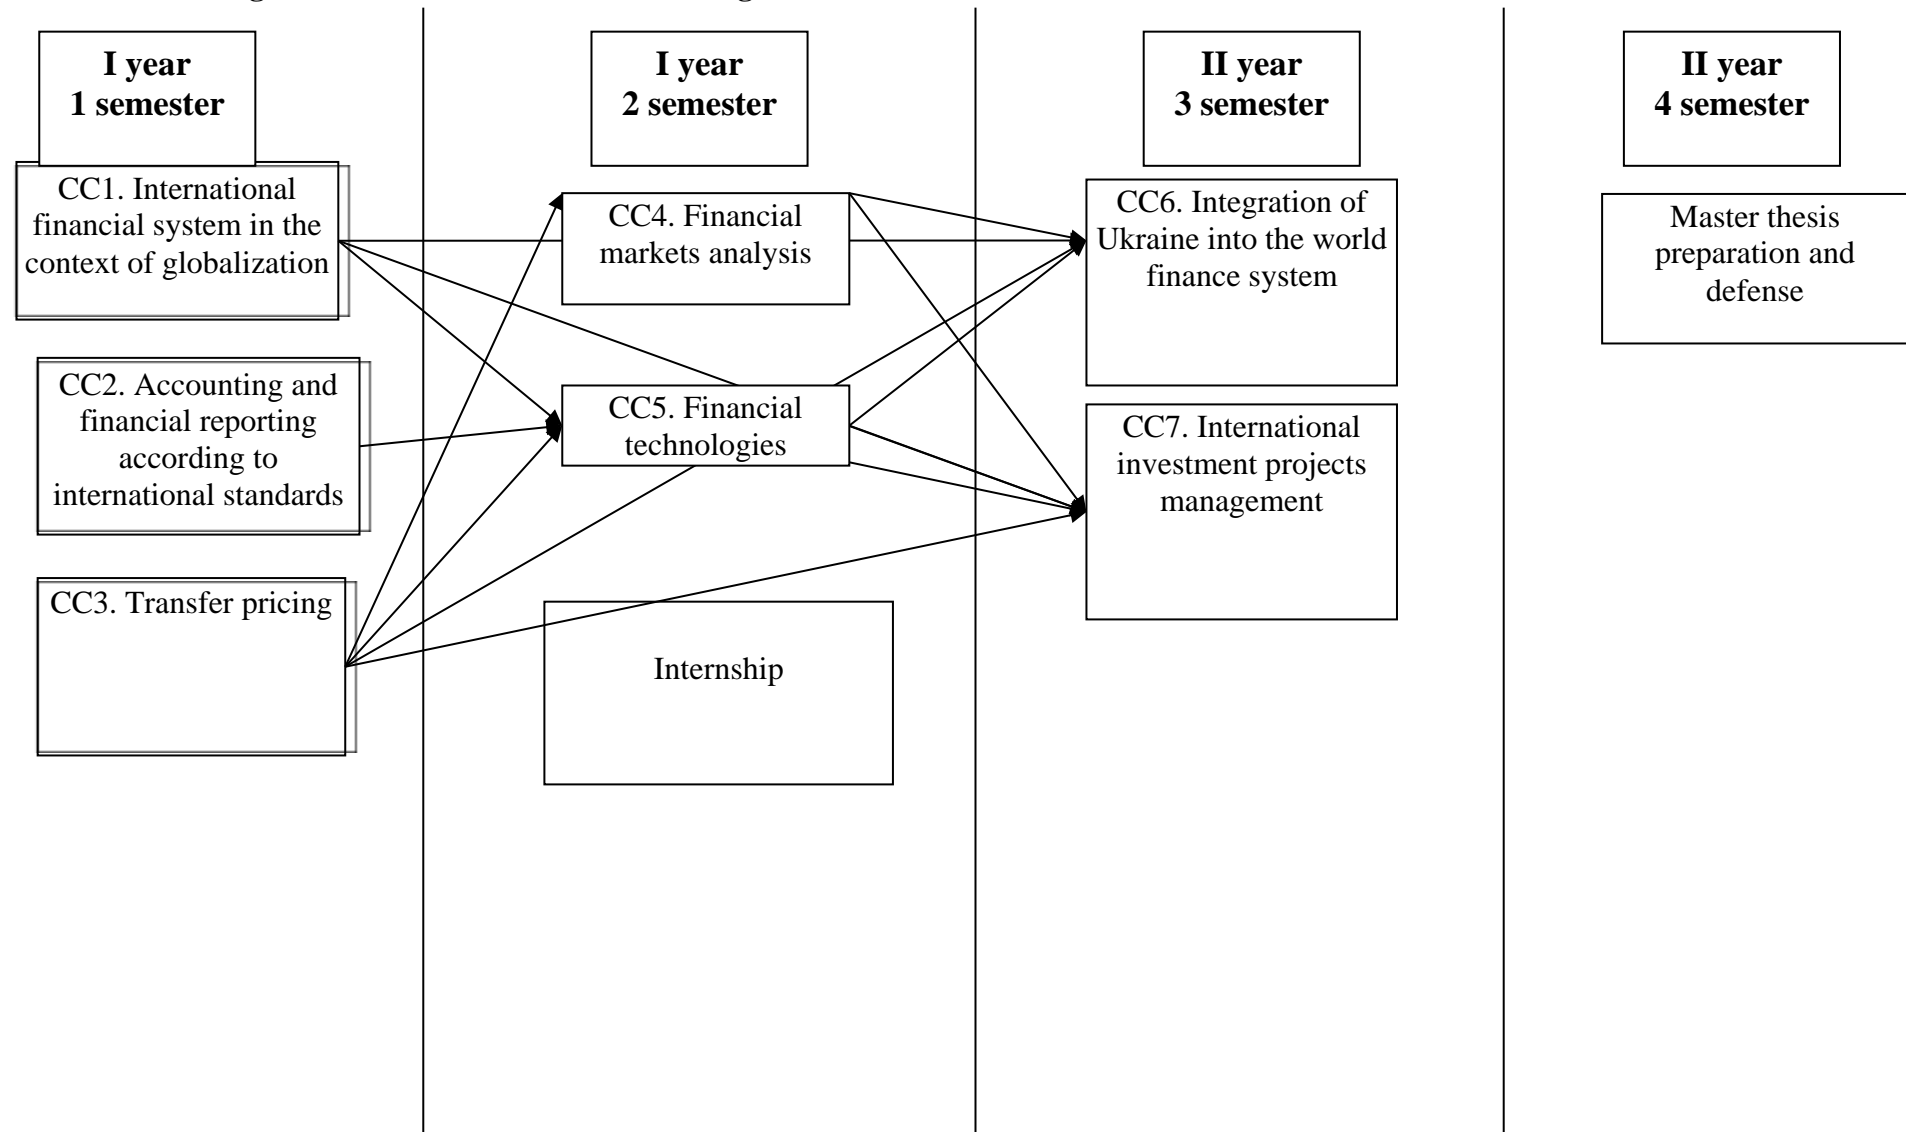 I year
1 semester
I year
2 semester
II year
3 semester
II year
4 semester
CC1. International
financial system in the
context of globalization
CC2. Accounting and
financial reporting
according to
international standards
CC3. Transfer pricing
CC4. Financial
markets analysis
CC5. Financial
technologies
Internship
CC6. Integration of
Ukraine into the world
finance system
CC7. International
investment projects
management
Master thesis
preparation and
defense